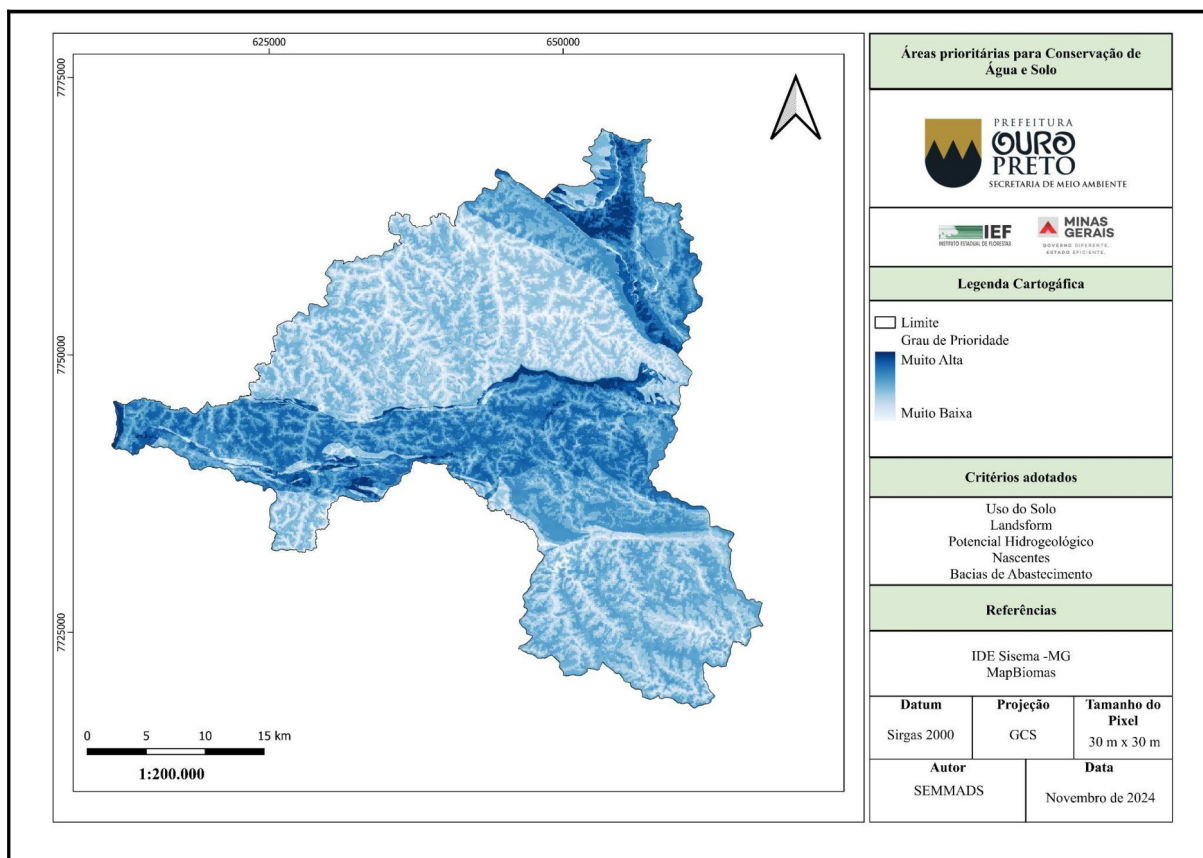 625000
650000
7775000
7750000
7725000
0
5
10
15 km
1:200.000
Áreas prioritárias para Conservação de
Água e Solo
PREFEITURA
OURO
PRETO
SECRETARIA DE MEIO AMBIENTE
IEF
INSTITUTO ESTADUAL DE FLORESTAS
MINAS
GERAIS
GOVERNO DIFERENTE.
ESTADO EFICIENTE.
Legenda Cartogáfica
Limite
Grau de Prioridade
Muito Alta
Muito Baixa
Critérios adotados
Uso do Solo
Landsform
Potencial Hidrogeológico
Nascentes
Bacias de Abastecimento
Referências
IDE Sisema -MG
MapBiomas
Datum
Sirgas 2000
Projeção
GCS
Tamanho do
Pixel
30 m x 30 m
Autor
SEMMADS
Data
Novembro de 2024